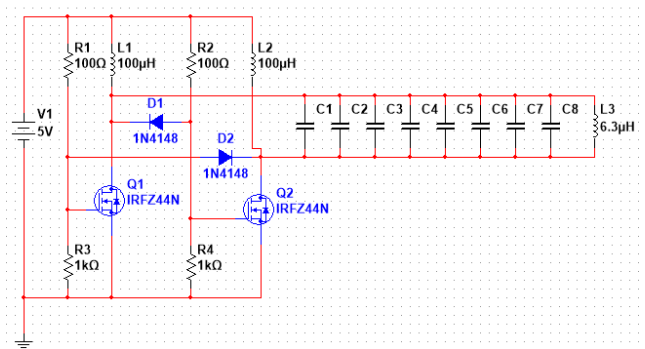 R1
100Ω
L1
100µH
R2
100Ω
L2
100µH
V1
5V
D1
1N4148
D2
1N4148
C1 C2 C3 C4 C5 C6 C7 C8
L3
6.3µH
Q1
IRFZ44N
Q2
IRFZ44N
R3
1kΩ
R4
1kΩ